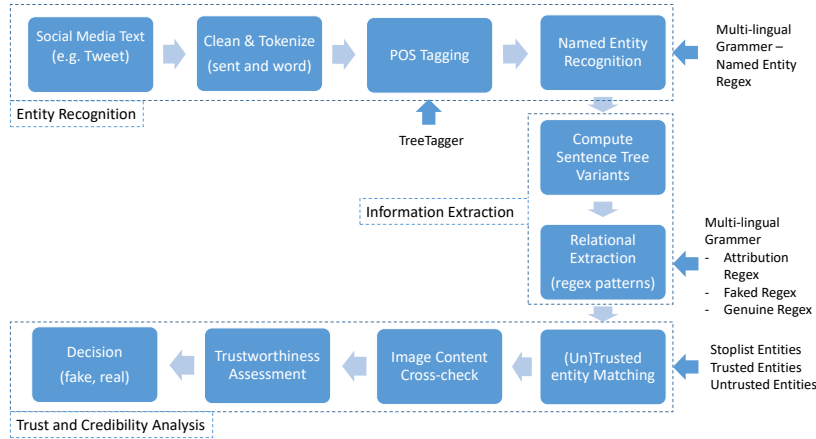 Social Media Text
(e.g. Tweet)
Clean & Tokenize
(sent and word)
POS Tagging
Named Entity
Recognition
Multi-lingual
Grammer –
Named Entity
Regex
Entity Recognition
TreeTagger
Compute
Sentence Tree
Variants
Information Extraction
Relational
Extraction
(regex patterns)
Multi-lingual
Grammer
- Attribution
Regex
- Faked Regex
- Genuine Regex
Decision
(fake, real)
Trustworthiness
Assessment
Image Content
Cross-check
(Un)Trusted
entity Matching
Stoplist Entities
Trusted Entities
Untrusted Entities
Trust and Credibility Analysis